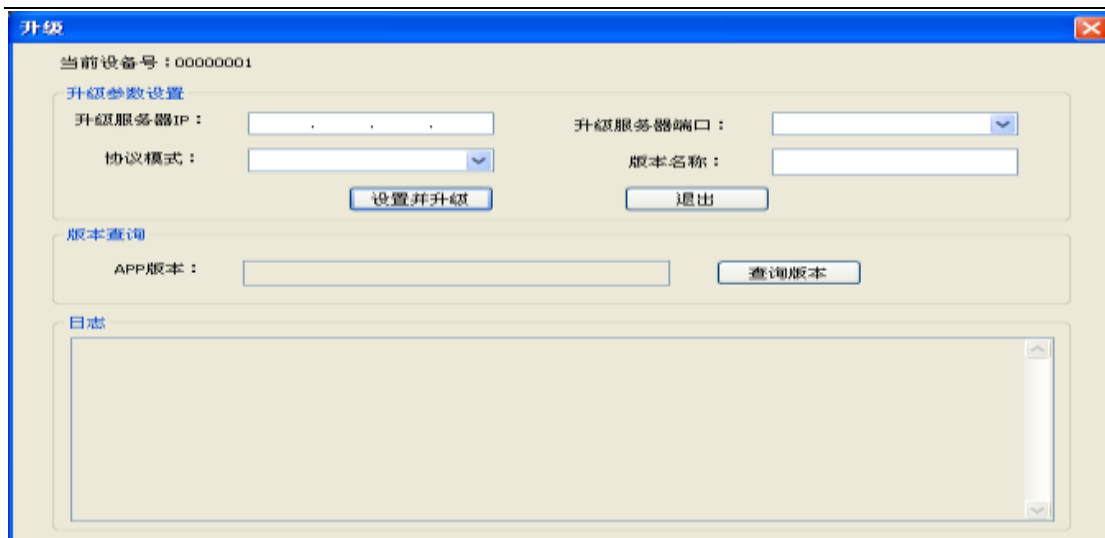 升级
当前设备号：00000001
升级参数设置
升级服务器IP： . . . 升级服务器端口：
协议模式： 版本名称：
设置并升级 退出
版本查询
APP版本： 查询版本
日志